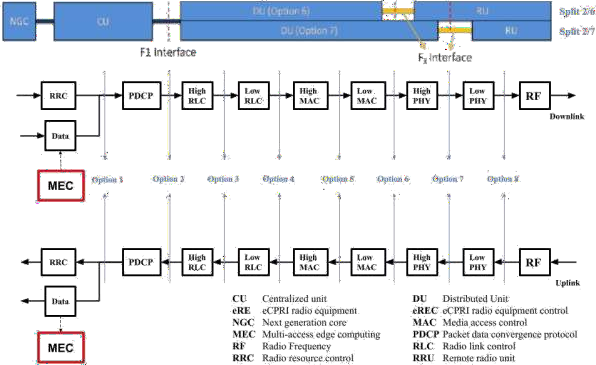 NGC CU DU (Option 6) RU Split 2/6
DU (Option 7) RU Split 2/7
F1 Interface
Fx Interface
RRC PDCP High RLC Low RLC High MAC Low MAC High PHY Low PHY RF
Downlink
Data
MEC
Option 1 Option 2 Option 3 Option 4 Option 5 Option 6 Option 7 Option 8
RRC PDCP High RLC Low RLC High MAC Low MAC High PHY Low PHY RF
Uplink
Data
MEC
CU Centralized unit
eRE eCPRI radio equipment
NGC Next generation core
MEC Multi-access edge computing
RF Radio Frequency
RRC Radio resource control
DU Distributed Unit
eREC eCPRI radio equipment control
MAC Media access control
PDCP Packet data convergence protocol
RLC Radio link control
RRU Remote radio unit